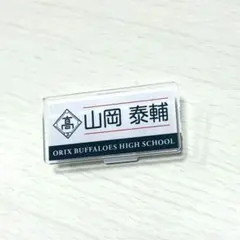 高 山岡 泰輔
ORIX BUFFALOES HIGH SCHOOL